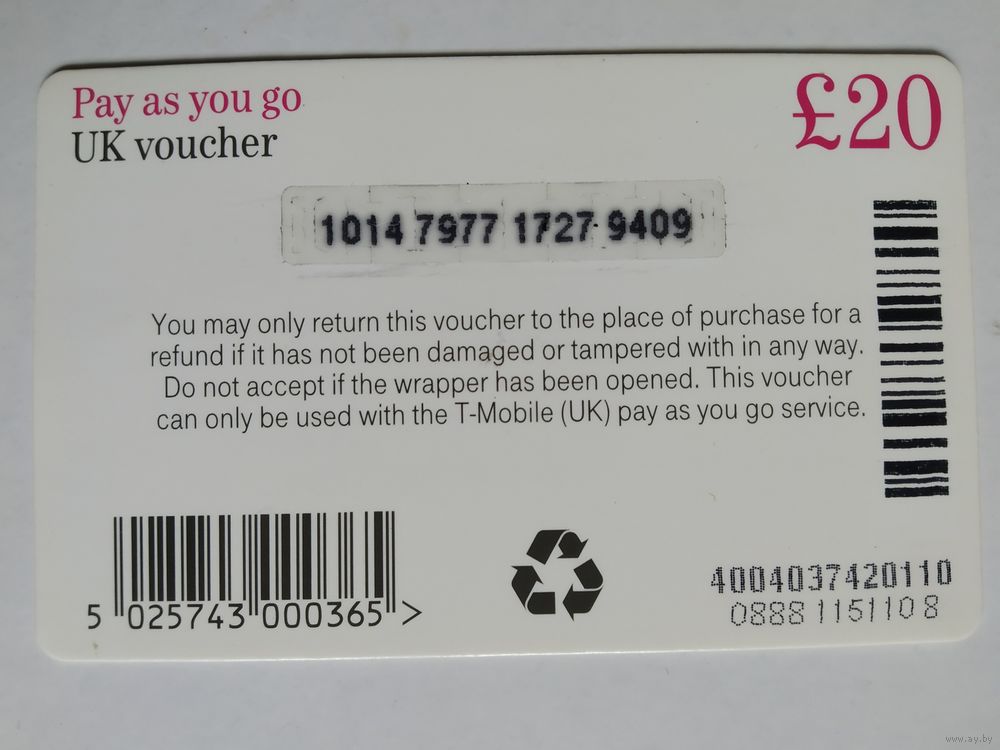 Pay as you go
UK voucher
£20
1014 7977 1727 9409
You may only return this voucher to the place of purchase for a
refund if it has not been damaged or tampered with in any way.
Do not accept if the wrapper has been opened. This voucher
can only be used with the T-Mobile (UK) pay as you go service.
5 025743 000365 >
4004037420110
0888 115110 8
www.ay.by